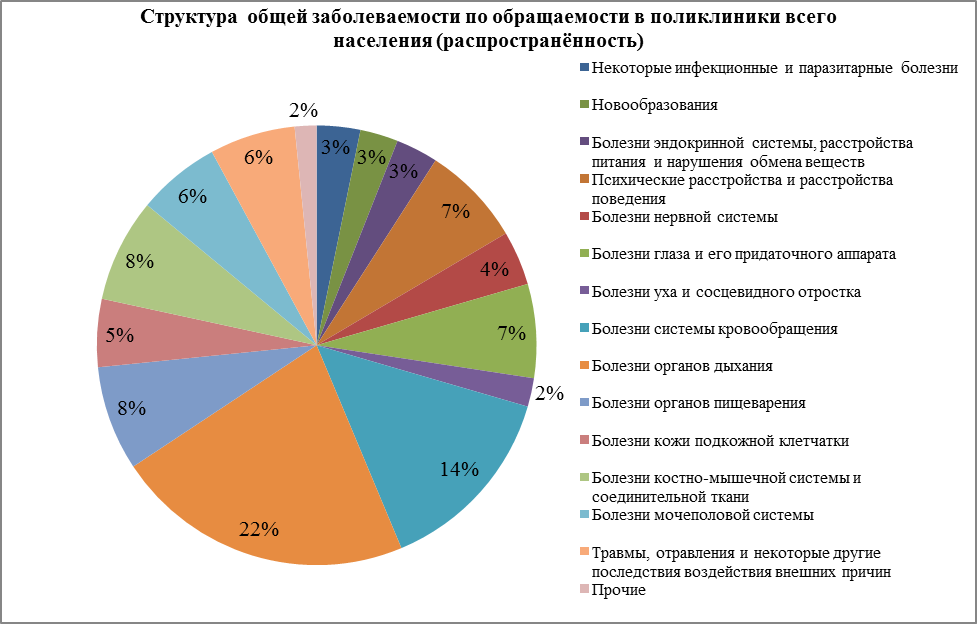 Структура общей заболеваемости по обращаемости в поликлиники всего
населения (распространённость)
Некоторые инфекционные и паразитарные болезни
Новообразования
Болезни эндокринной системы, расстройства
питания и нарушения обмена веществ
Психические расстройства и расстройства
поведения
Болезни нервной системы
Болезни глаза и его придаточного аппарата
Болезни уха и сосцевидного отростка
Болезни системы кровообращения
Болезни органов дыхания
Болезни органов пищеварения
Болезни кожи подкожной клетчатки
Болезни костно-мышечной системы и
соединительной ткани
Болезни мочеполовой системы
Травмы, отравления и некоторые другие
последствия воздействия внешних причин
Прочие
3%
3%
3%
7%
4%
7%
2%
14%
22%
8%
5%
8%
6%
6%
2%